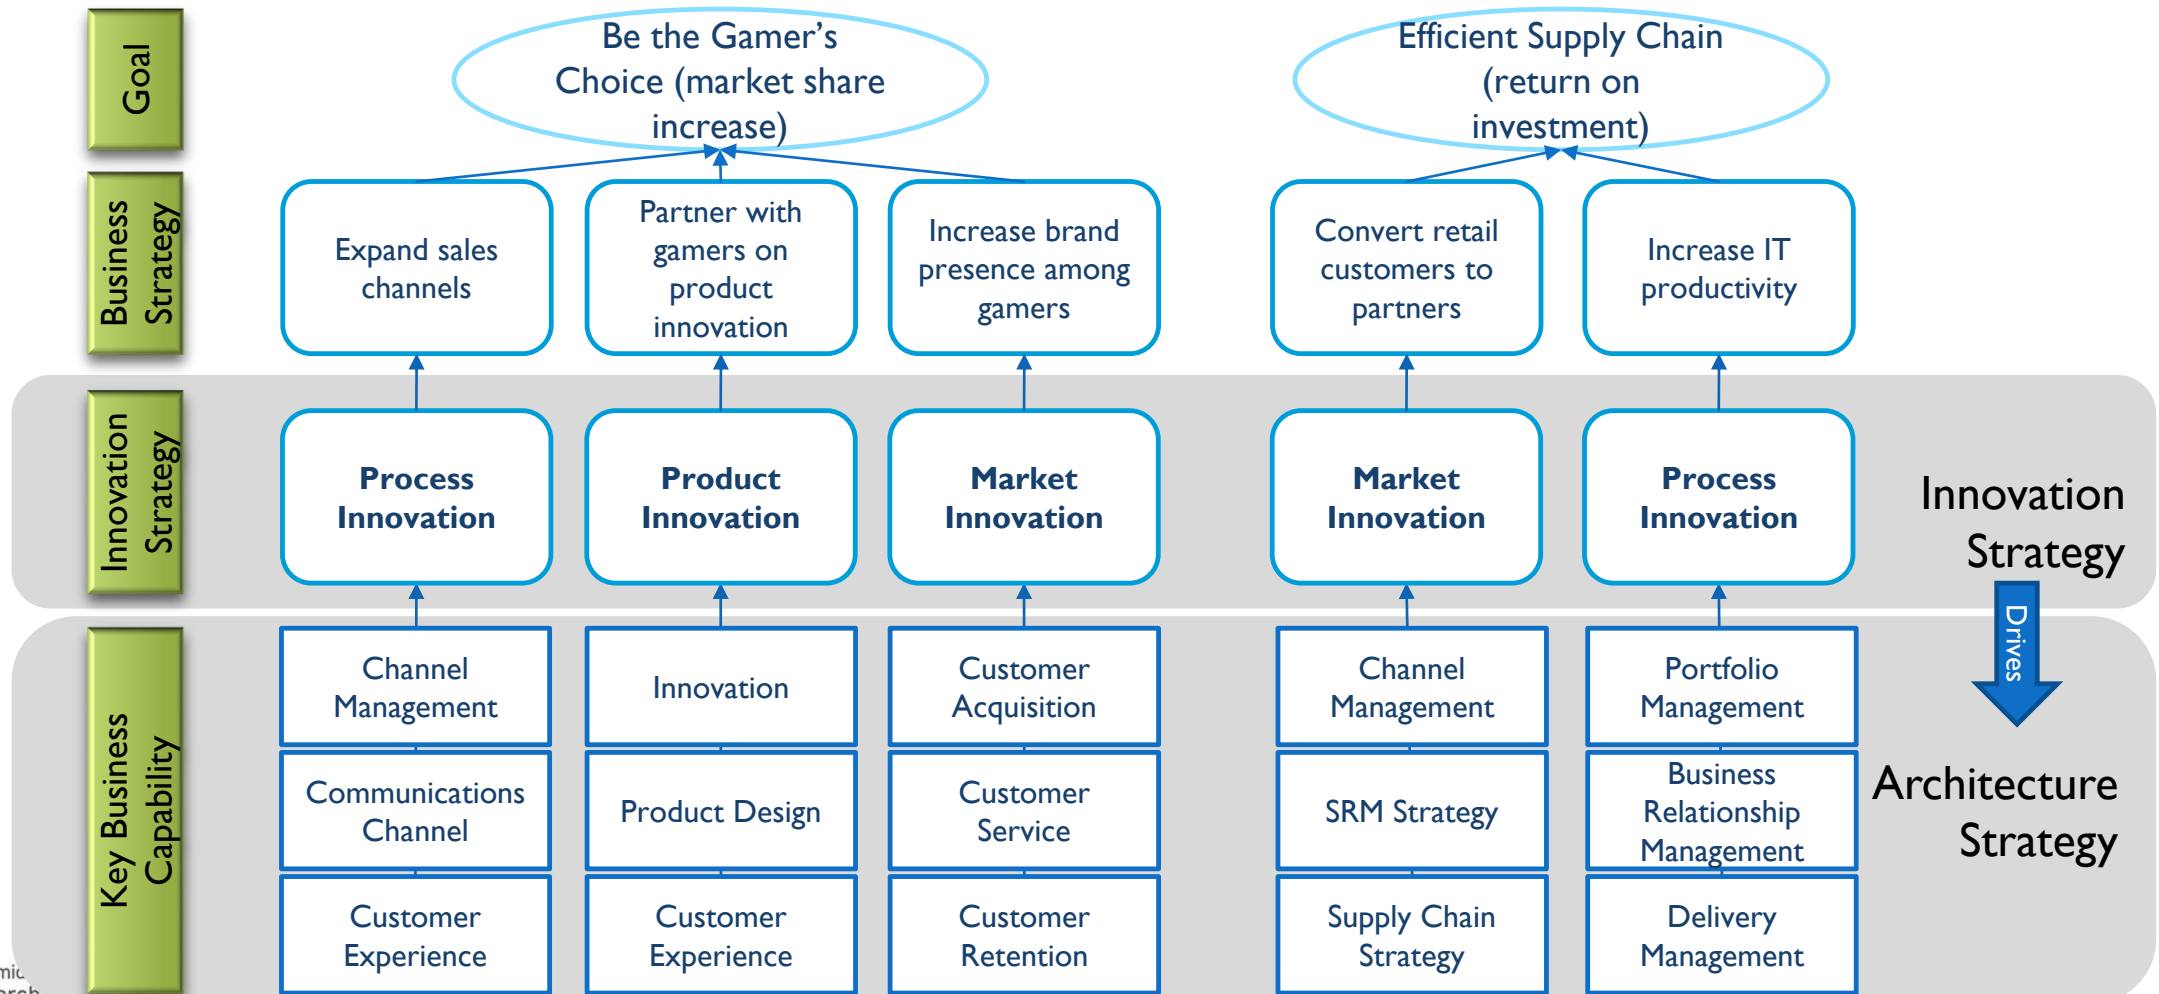 Goal
Be the Gamer's
Choice (market share
increase)
Efficient Supply Chain
(return on
investment)
Business
Strategy
Expand sales
channels
Partner with
gamers on
product
innovation
Increase brand
presence among
gamers
Convert retail
customers to
partners
Increase IT
productivity
Innovation
Strategy
Process
Innovation
Product
Innovation
Market
Innovation
Market
Innovation
Process
Innovation
Innovation
Strategy
Drives
Architecture
Strategy
Key Business
Capability
Channel
Management
Innovation
Customer
Acquisition
Channel
Management
Portfolio
Management
Communications
Channel
Product Design
Customer
Service
SRM Strategy
Business
Relationship
Management
Customer
Experience
Customer
Experience
Customer
Retention
Supply Chain
Strategy
Delivery
Management